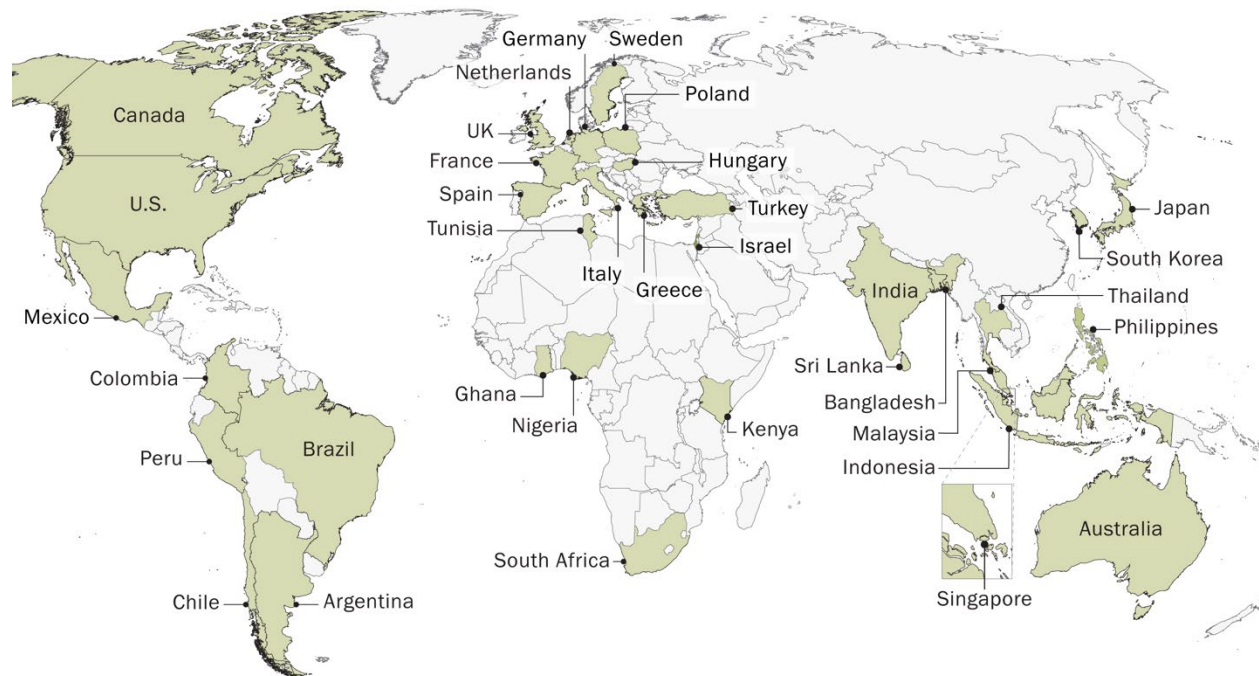 Germany
Sweden
Netherlands
Poland
Canada
UK
France
Hungary
U.S.
Spain
Turkey
Japan
Tunisia
Israel
South Korea
Italy
Greece
India
Thailand
Mexico
Philippines
Colombia
Sri Lanka
Ghana
Bangladesh
Nigeria
Kenya
Malaysia
Brazil
Peru
Indonesia
Australia
South Africa
Singapore
Chile
Argentina